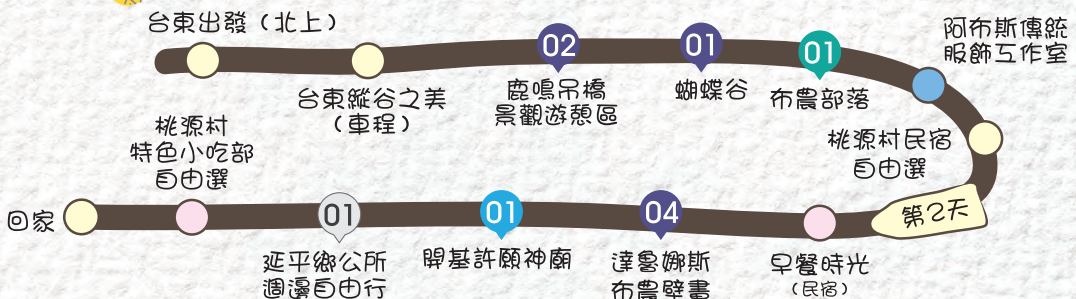 台東出發（北上）
台東縱谷之美
（車程）
02
鹿鳴吊橋
景觀遊憩區
01
蝴蝶谷
01
布農部落
阿布斯傳統
服飾工作室
桃源村民宿
自由選
第2天
早餐時光
（民宿）
04
達魯娜斯
布農壁畫
01
開基許願神廟
01
延平鄉公所
週邊自由行
桃源村
特色小吃部
自由選
回家